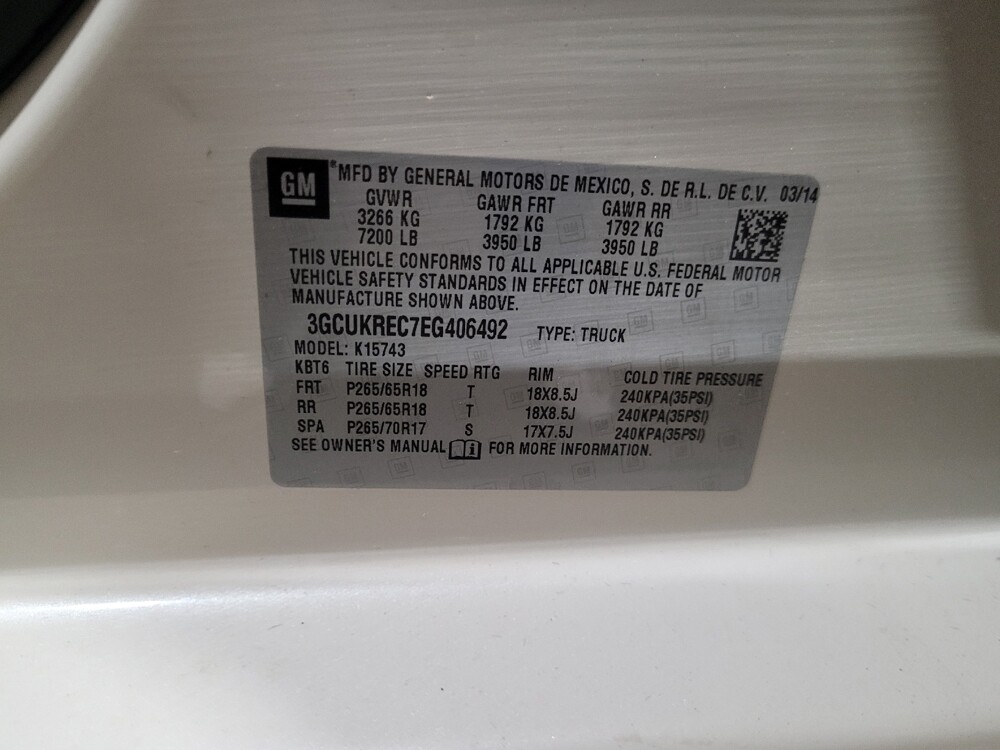 GM
® MFD BY GENERAL MOTORS DE MEXICO, S. DE R.L. DE C.V. 03/14
GVWR GAWR FRT GAWR RR
3266 KG 1792 KG 1792 KG
7200 LB 3950 LB 3950 LB
THIS VEHICLE CONFORMS TO ALL APPLICABLE U.S. FEDERAL MOTOR
VEHICLE SAFETY STANDARDS IN EFFECT ON THE DATE OF
MANUFACTURE SHOWN ABOVE.
3GCUKREC7EG406492 TYPE: TRUCK
MODEL: K15743
KBT6 TIRE SIZE SPEED RTG RIM COLD TIRE PRESSURE
FRT P265/65R18 T 18X8.5J 240KPA(35PSI)
RR P265/65R18 T 18X8.5J 240KPA(35PSI)
SPA P265/70R17 S 17X7.5J 240KPA(35PSI)
SEE OWNER'S MANUAL i FOR MORE INFORMATION.